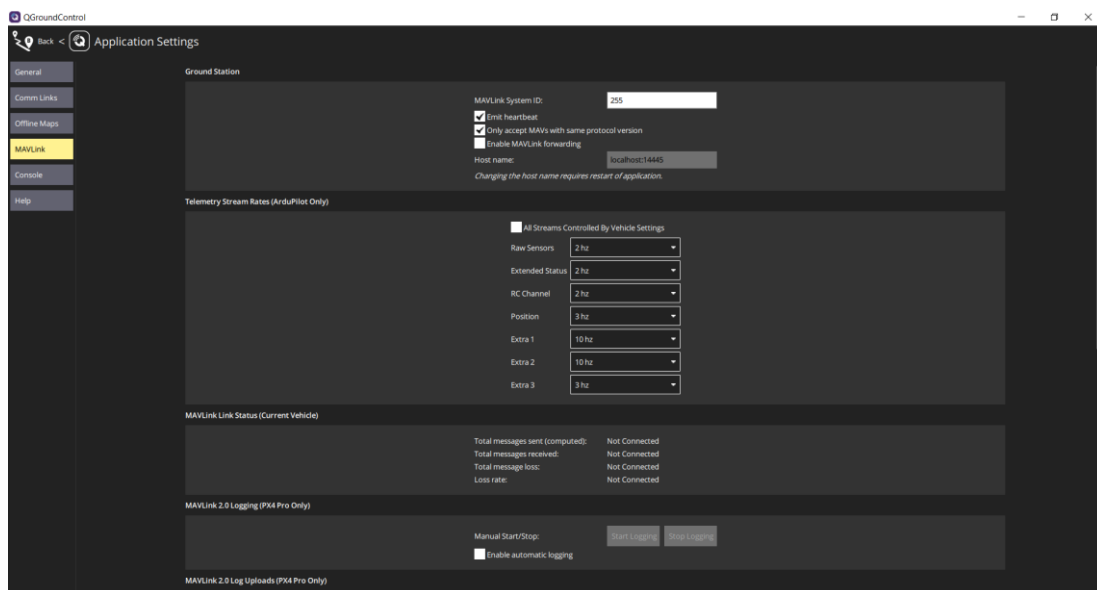 QGroundControl
Back < Application Settings
General
Comm Links
Offline Maps
MAVLink
Console
Help
Ground Station
MAVLink System ID: 255
Emit heartbeat
Only accept MAVs with same protocol version
Enable MAVLink forwarding
Host name: localhost:14445
Changing the host name requires restart of application.
Telemetry Stream Rates (ArduPilot Only)
All Streams Controlled By Vehicle Settings
Raw Sensors 2 hz
Extended Status 2 hz
RC Channel 2 hz
Position 3 hz
Extra 1 10 hz
Extra 2 10 hz
Extra 3 3 hz
MAVLink Link Status (Current Vehicle)
Total messages sent (computed): Not Connected
Total messages received: Not Connected
Total message loss: Not Connected
Loss rate: Not Connected
MAVLink 2.0 Logging (PX4 Pro Only)
Manual Start/Stop: Start Logging Stop Logging
Enable automatic logging
MAVLink 2.0 Log Uploads (PX4 Pro Only)